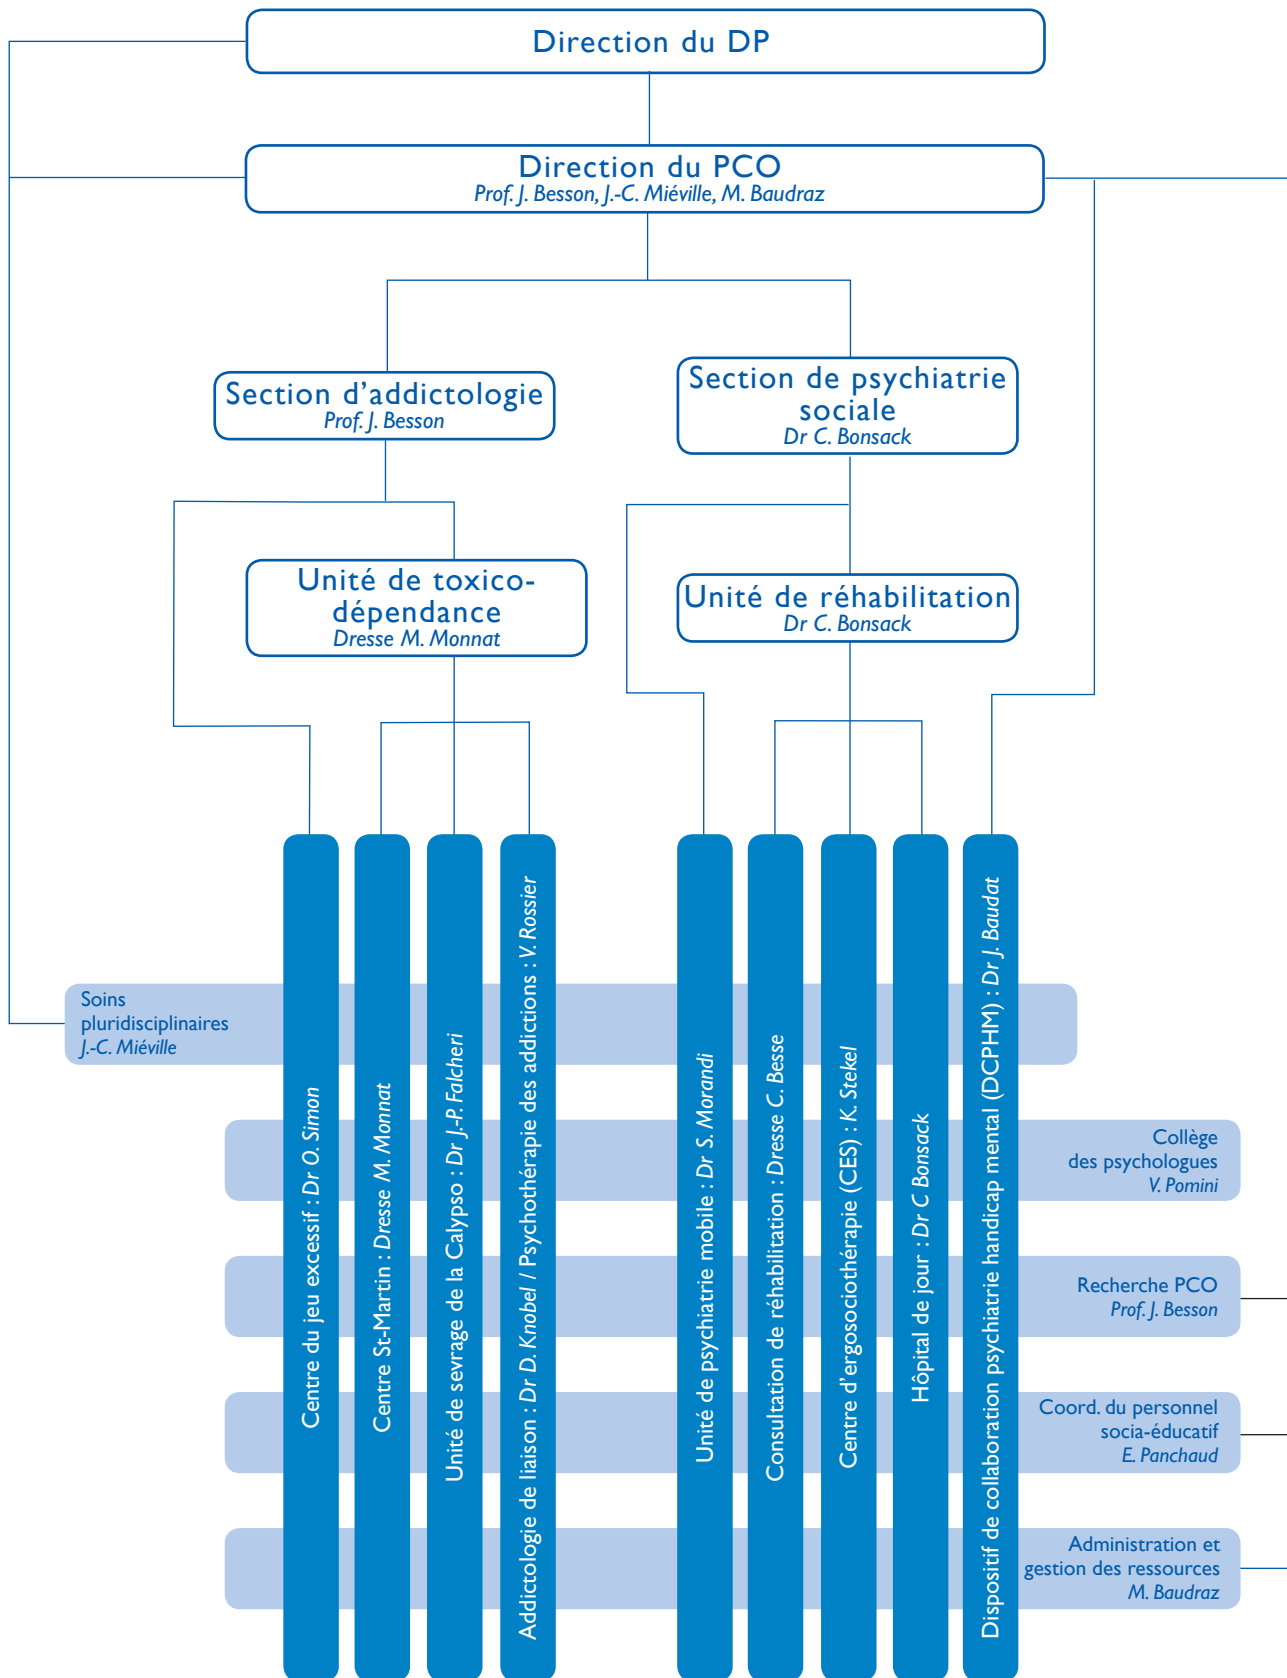 Direction du DP
Direction du PCO
Prof. J. Besson, J.-C. Miéville, M. Baudraz
Section d'addictologie
Prof. J. Besson
Section de psychiatrie
sociale
Dr C. Bonsack
Unité de toxico-
dépendance
Dresse M. Monnat
Unité de réhabilitation
Dr C. Bonsack
Centre du jeu excessif : Dr O. Simon
Centre St-Martin : Dresse M. Monnat
Unité de sevrage de la Calypso : Dr J.-P. Falcheri
Addictologie de liaison : Dr D. Knobel / Psychothérapie des addictions : V. Rossier
Unité de psychiatrie mobile : Dr S. Morandi
Consultation de réhabilitation : Dresse C. Besse
Centre d'ergosociothérapie (CES) : K. Stekel
Hôpital de jour : Dr C Bonsack
Dispositif de collaboration psychiatrie handicap mental (DCPHM) : Dr J. Baudat
Soins
pluridisciplinaires
J.-C. Miéville
Collège
des psychologues
V. Pomini
Recherche PCO
Prof. J. Besson
Coord. du personnel
socia-éducatif
E. Panchaud
Administration et
gestion des ressources
M. Baudraz